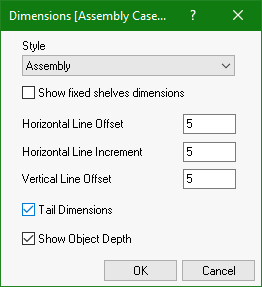 Dimensions [Assembly Case...
Style
Assembly
Show fixed shelves dimensions
Horizontal Line Offset 5
Horizontal Line Increment 5
Vertical Line Offset 5
Tail Dimensions
Show Object Depth
OK Cancel